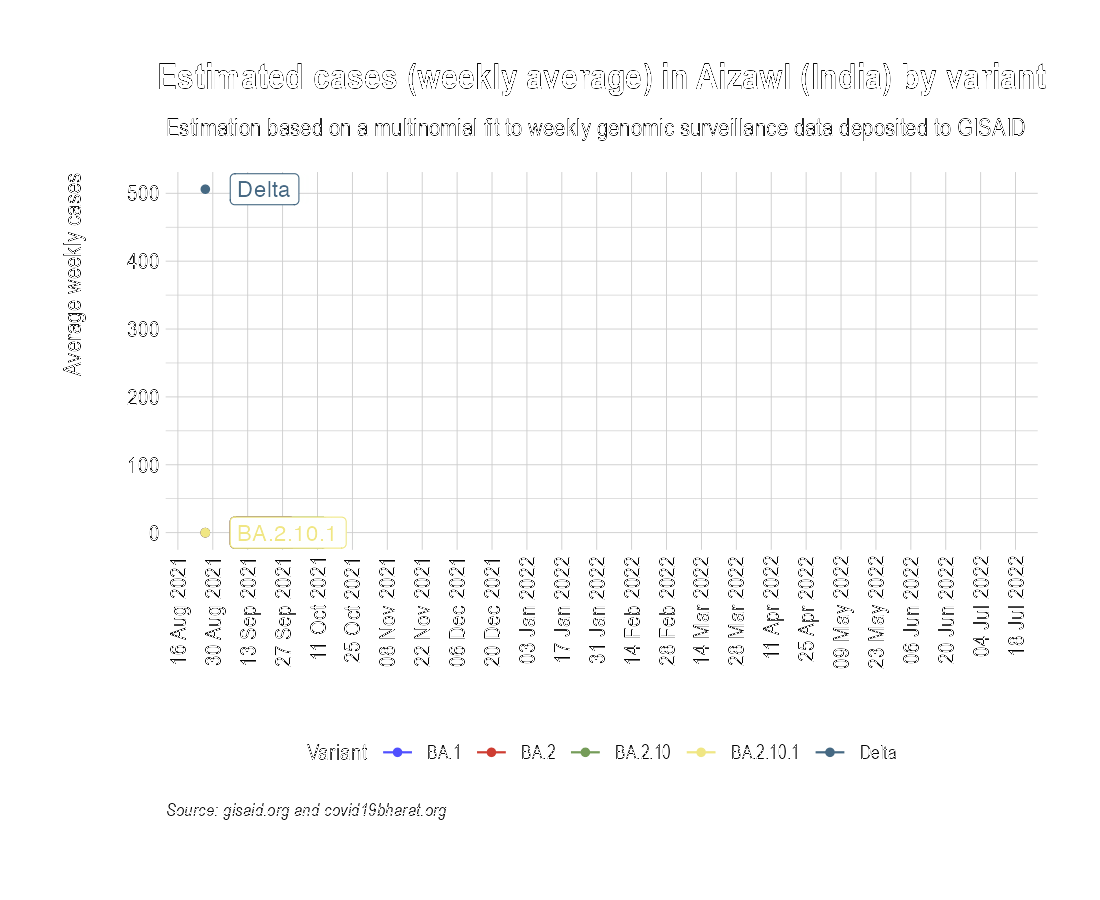 Estimated cases (weekly average) in Aizawl (India) by variant
Estimation based on a multinomial fit to weekly genomic surveillance data deposited to GISAID
Average weekly cases
500
400
300
200
100
0
Delta
BA.2.10.1
16 Aug 2021
30 Aug 2021
13 Sep 2021
27 Sep 2021
11 Oct 2021
25 Oct 2021
08 Nov 2021
22 Nov 2021
06 Dec 2021
20 Dec 2021
03 Jan 2022
17 Jan 2022
31 Jan 2022
14 Feb 2022
28 Feb 2022
14 Mar 2022
28 Mar 2022
11 Apr 2022
25 Apr 2022
09 May 2022
23 May 2022
06 Jun 2022
20 Jun 2022
04 Jul 2022
18 Jul 2022
Variant BA.1 BA.2 BA.2.10 BA.2.10.1 Delta
Source: gisaid.org and covid19bharat.org